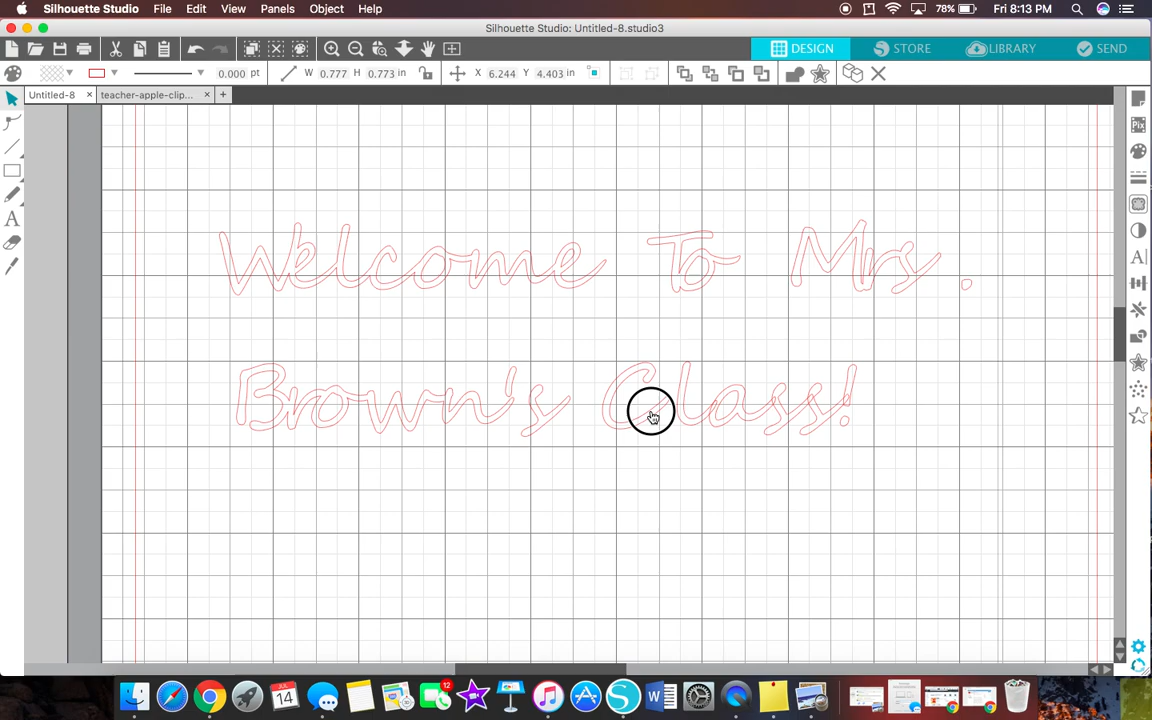 Silhouette Studio File Edit View Panels Object Help 78% Fri 8:13 PM
Silhouette Studio: Untitled-8.studio3
DESIGN STORE LIBRARY SEND
0.000 pt W 0.777 H 0.773 in X 6.244 Y 4.403 in
Untitled-8 × teacher-apple-clip... × +
Welcome To Mrs.
Brown's Class!